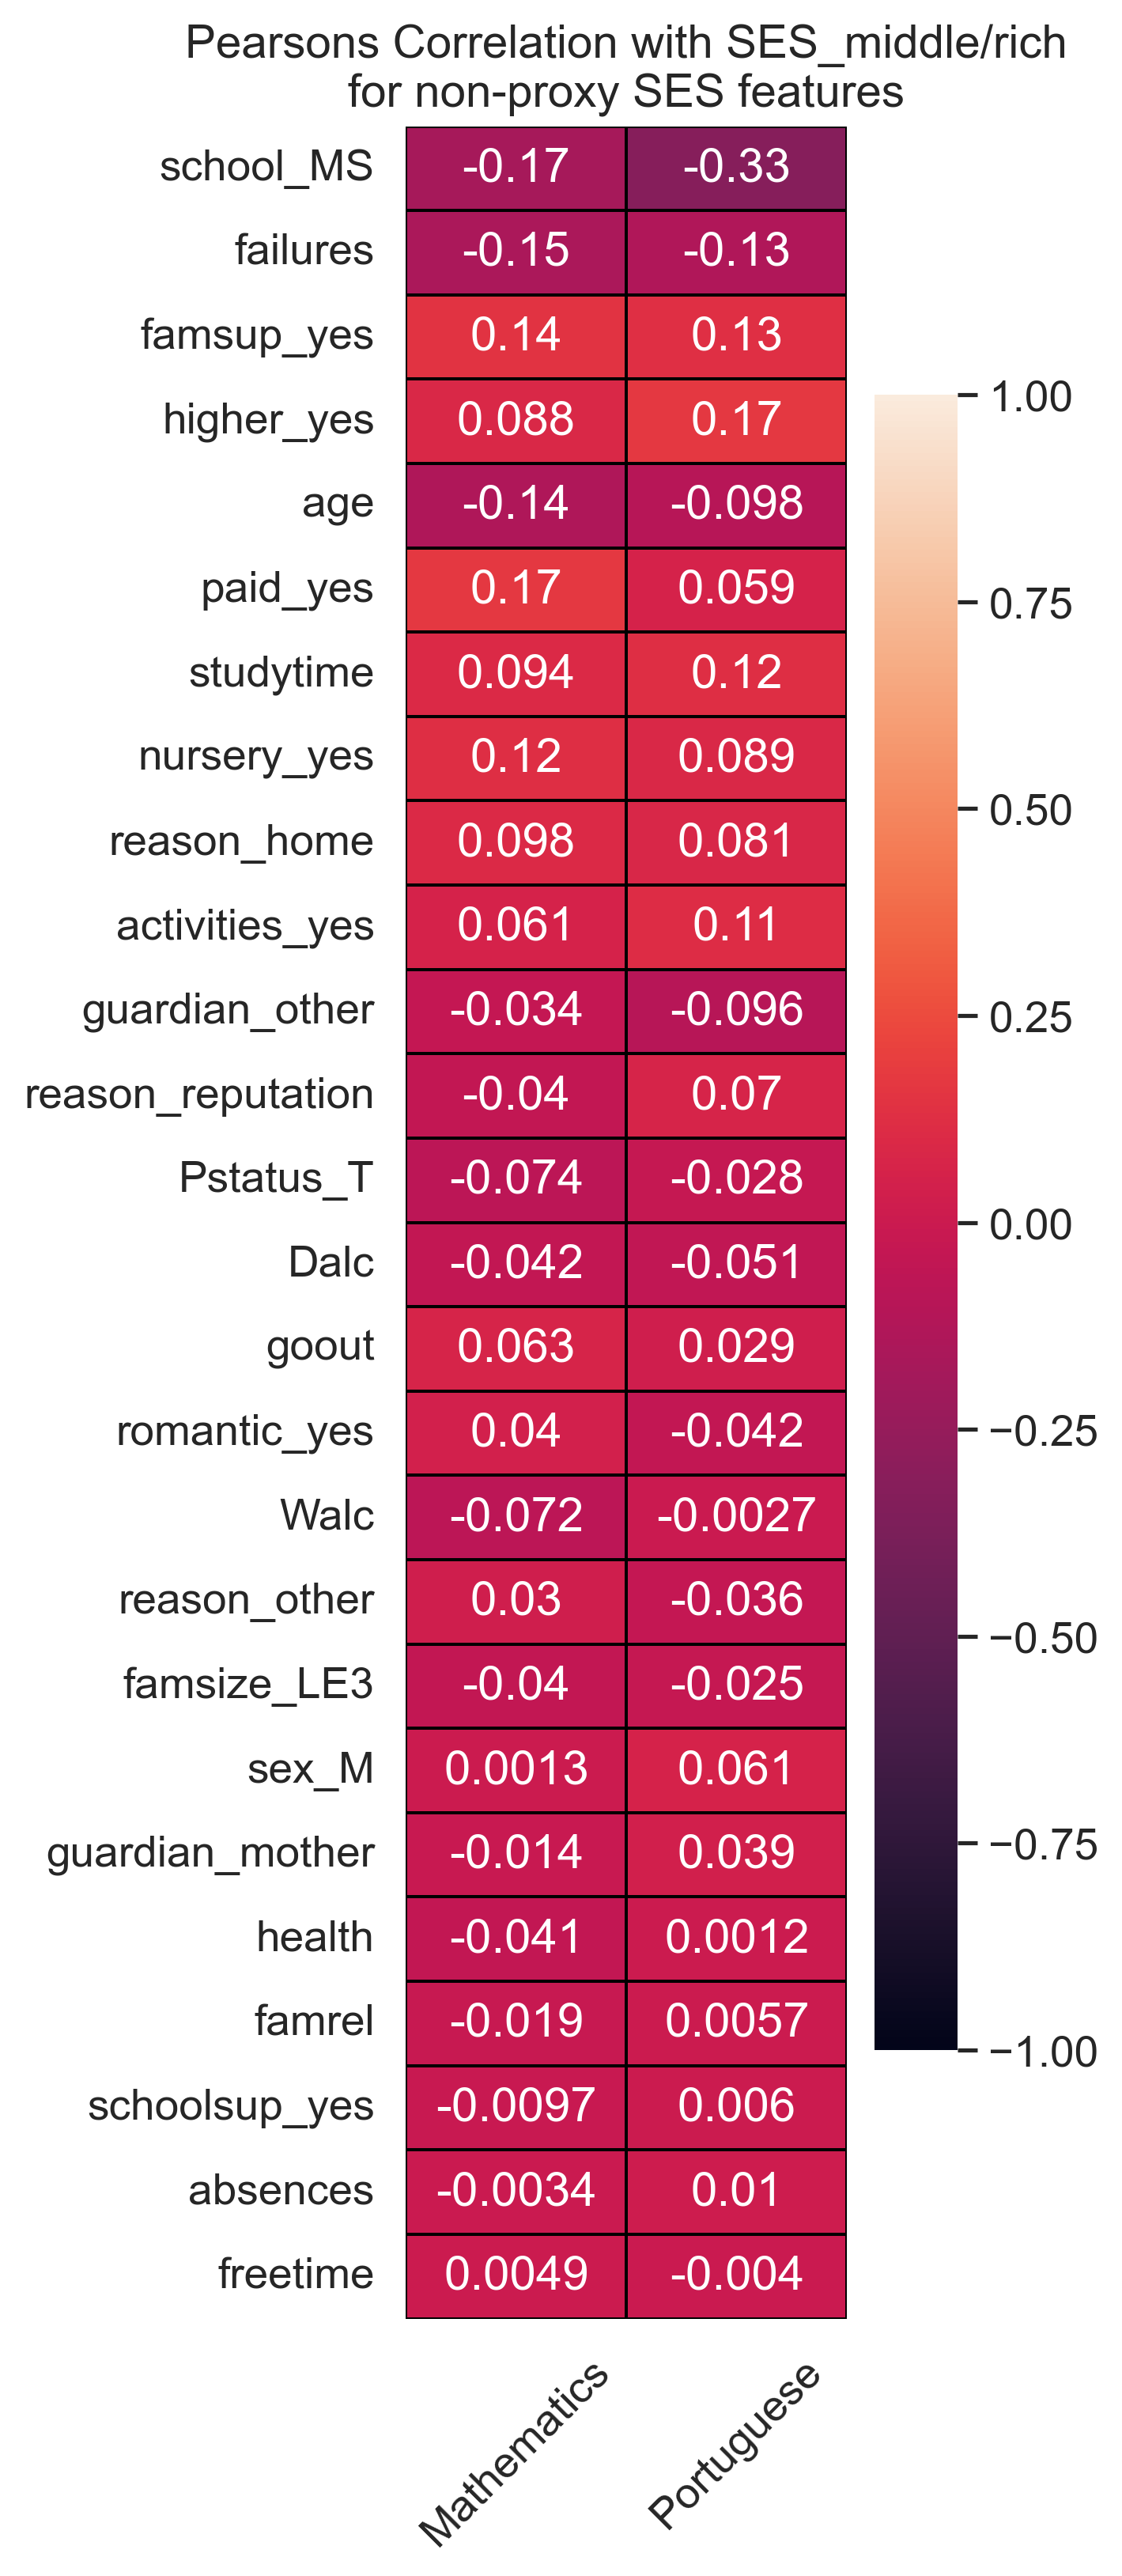 Pearsons Correlation with SES_middle/rich
for non-proxy SES features
school_MS -0.17 -0.33
failures -0.15 -0.13
famsup_yes 0.14 0.13
higher_yes 0.088 0.17
age -0.14 -0.098
paid_yes 0.17 0.059
studytime 0.094 0.12
nursery_yes 0.12 0.089
reason_home 0.098 0.081
activities_yes 0.061 0.11
guardian_other -0.034 -0.096
reason_reputation -0.04 0.07
Pstatus_T -0.074 -0.028
Dalc -0.042 -0.051
goout 0.063 0.029
romantic_yes 0.04 -0.042
Walc -0.072 -0.0027
reason_other 0.03 -0.036
famsize_LE3 -0.04 -0.025
sex_M 0.0013 0.061
guardian_mother -0.014 0.039
health -0.041 0.0012
famrel -0.019 0.0057
schoolsup_yes -0.0097 0.006
absences -0.0034 0.01
freetime 0.0049 -0.004
Mathematics Portuguese
1.00
0.75
0.50
0.25
0.00
−0.25
−0.50
−0.75
−1.00